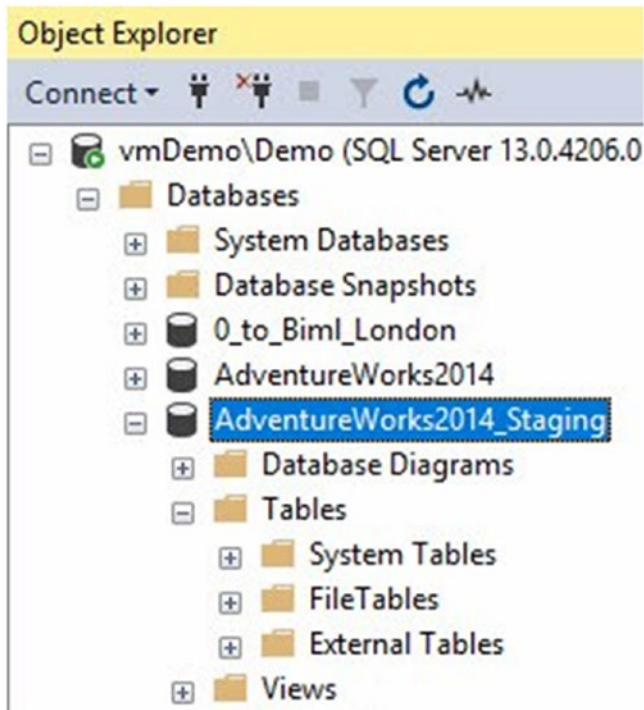 Object Explorer
Connect
vmDemo\Demo (SQL Server 13.0.4206.0
Databases
System Databases
Database Snapshots
0_to_Biml_London
AdventureWorks2014
AdventureWorks2014_Staging
Database Diagrams
Tables
System Tables
FileTables
External Tables
Views